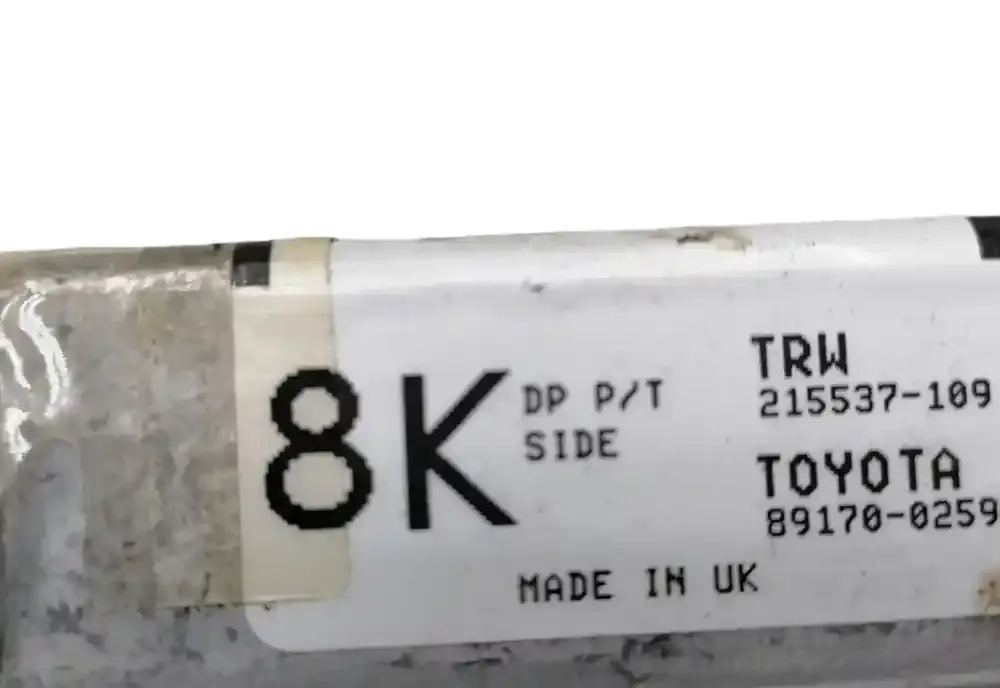 8K
DP P/T
SIDE
TRW
215537-109
TOYOTA
89170-0259
MADE IN UK